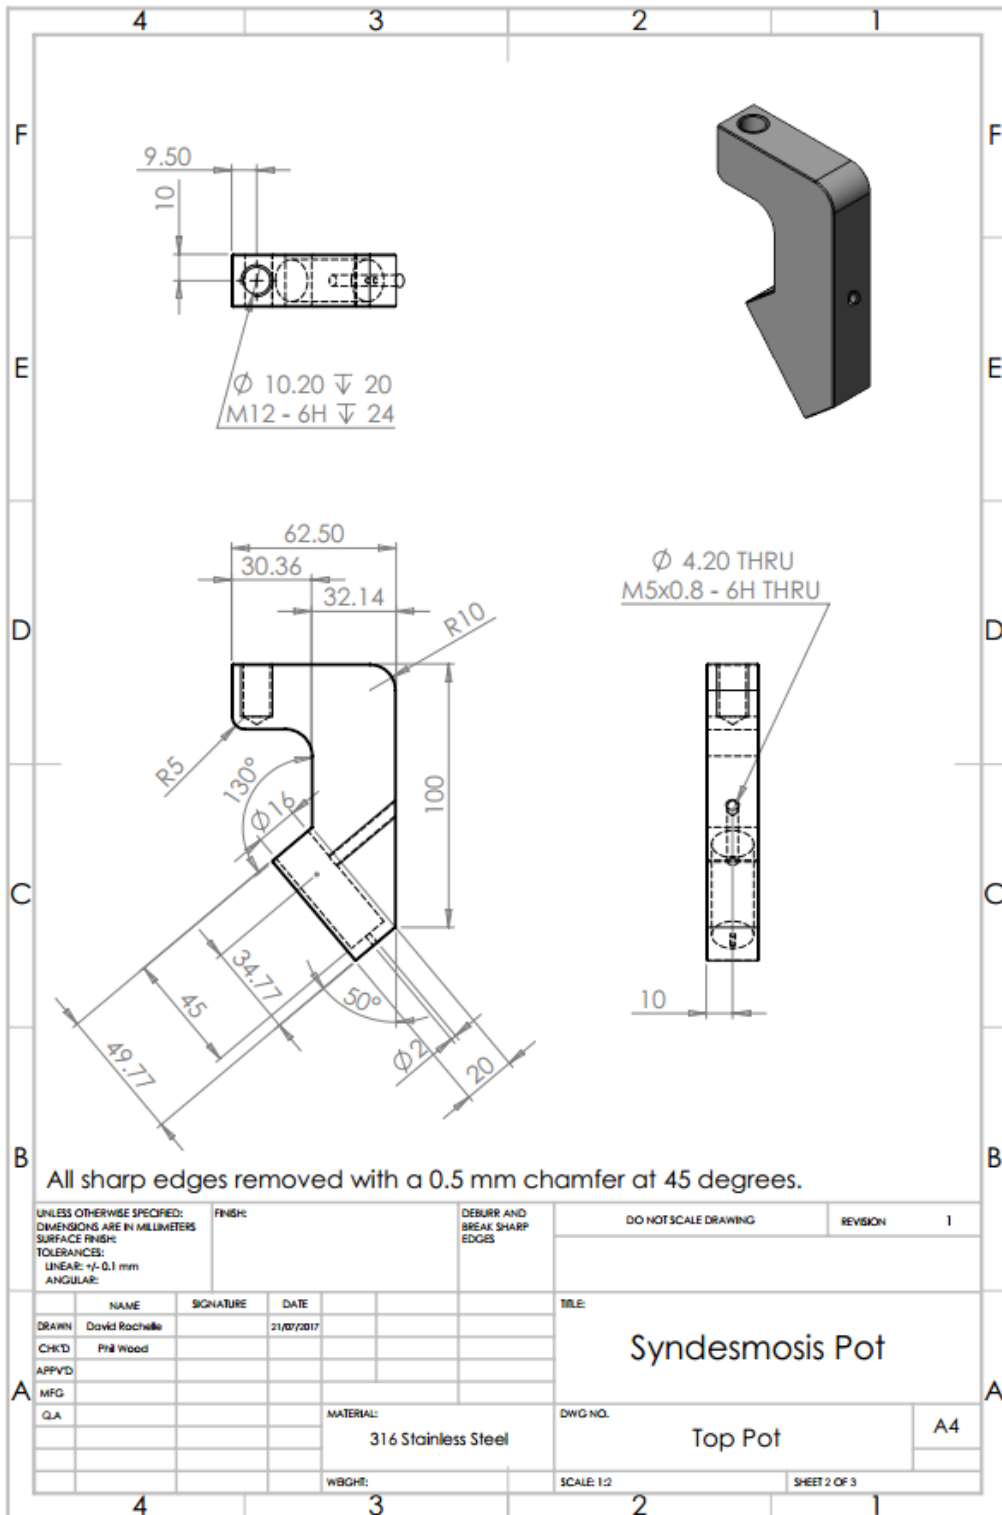 4 3 2 1
F F
9.50
10
E E
Ø 10.20 ↧ 20
M12 - 6H ↧ 24
62.50
30.36
32.14
R10
Ø 4.20 THRU
M5x0.8 - 6H THRU
D D
R5
130°
Ø16
100
C C
34.77
45
49.77
50°
Ø2
20
10
B B
All sharp edges removed with a 0.5 mm chamfer at 45 degrees.
UNLESS OTHERWISE SPECIFIED:
DIMENSIONS ARE IN MILLIMETERS
SURFACE FINISH:
TOLERANCES:
LINEAR: +/- 0.1 mm
ANGULAR:
FINISH:
DEBURR AND
BREAK SHARP
EDGES
DO NOT SCALE DRAWING
REVISION 1
NAME SIGNATURE DATE
DRAWN David Rochelle 21/07/2017
CHK'D Phil Wood
APPV'D
MFG
Q.A
TITLE:
Syndesmosis Pot
A A
MATERIAL:
316 Stainless Steel
DWG NO.
Top Pot
A4
WEIGHT:
SCALE: 1:2
SHEET 2 OF 3
4 3 2 1